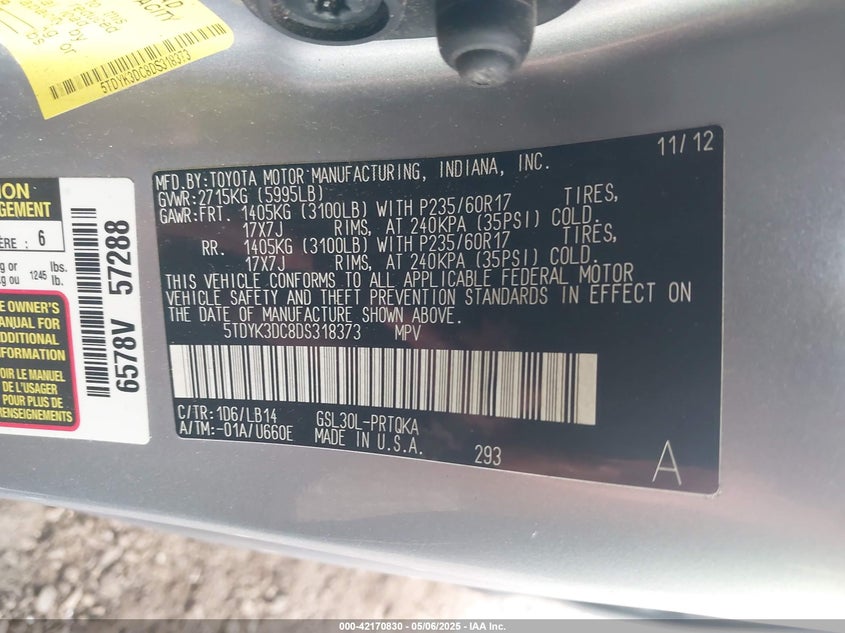 5TDYK3DC8DS318373
MFD.BY:TOYOTA MOTOR MANUFACTURING, INDIANA, INC. 11/12
GVWR:2715KG (5995LB)
GAWR:FRT. 1405KG (3100LB) WITH P235/60R17 TIRES,
17X7J RIMS, AT 240KPA (35PSI) COLD.
RR. 1405KG (3100LB) WITH P235/60R17 TIRES,
17X7J RIMS, AT 240KPA (35PSI) COLD.
THIS VEHICLE CONFORMS TO ALL APPLICABLE FEDERAL MOTOR
VEHICLE SAFETY AND THEFT PREVENTION STANDARDS IN EFFECT ON
THE DATE OF MANUFACTURE SHOWN ABOVE.
5TDYK3DC8DS318373 MPV
C/TR:1D6/LB14 GSL30L-PRTQKA
A/TM:-01A/U660E MADE IN U.S.A. 293 A
6
1245 lbs.
lb.
OWNER'S
MANUAL FOR
INFORMATION
LE MANUEL
DE L'USAGER
POUR PLUS DE
RENSEIGNEMENTS
6578V 57288
000-42170830 - 05/06/2025 - IAA Inc.